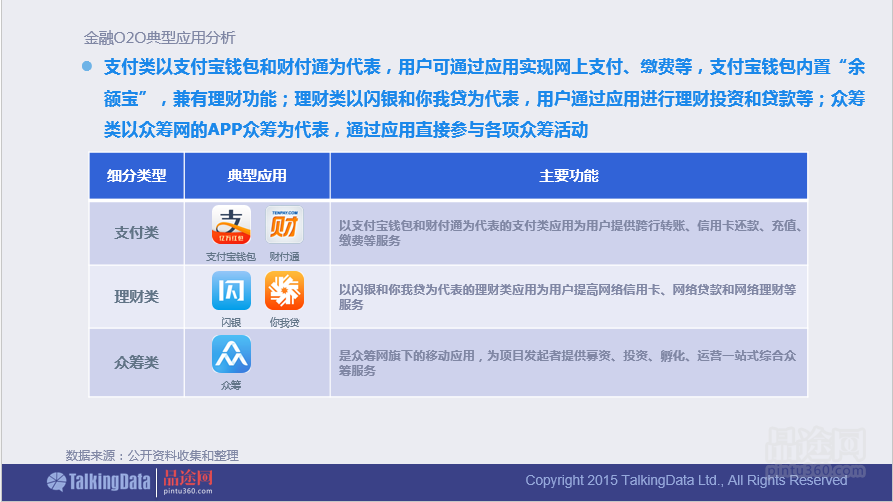 金融O2O典型应用分析
支付类以支付宝钱包和财付通为代表，用户可通过应用实现网上支付、缴费等，支付宝钱包内置“余
额宝”，兼有理财功能；理财类以闪银和你我贷为代表，用户通过应用进行理财投资和贷款等；众筹
类以众筹网的APP众筹为代表，通过应用直接参与各项众筹活动
细分类型 典型应用 主要功能
支付类
支
亿万红包
TENPAY.COM
财
支付宝钱包 财付通
以支付宝钱包和财付通为代表的支付类应用为用户提供跨行转账、信用卡还款、充值、
缴费等服务
理财类
闪
闪银 你我贷
以闪银和你我贷为代表的理财类应用为用户提高网络信用卡、网络贷款和网络理财等
服务
众筹类
众筹
是众筹网旗下的移动应用，为项目发起者提供募资、投资、孵化、运营一站式综合众
筹服务
数据来源：公开资料收集和整理
TalkingData
品途网
pintu360.com
Copyright 2015 TalkingData Ltd., All Rights Reserved
品途网
pintu360.com